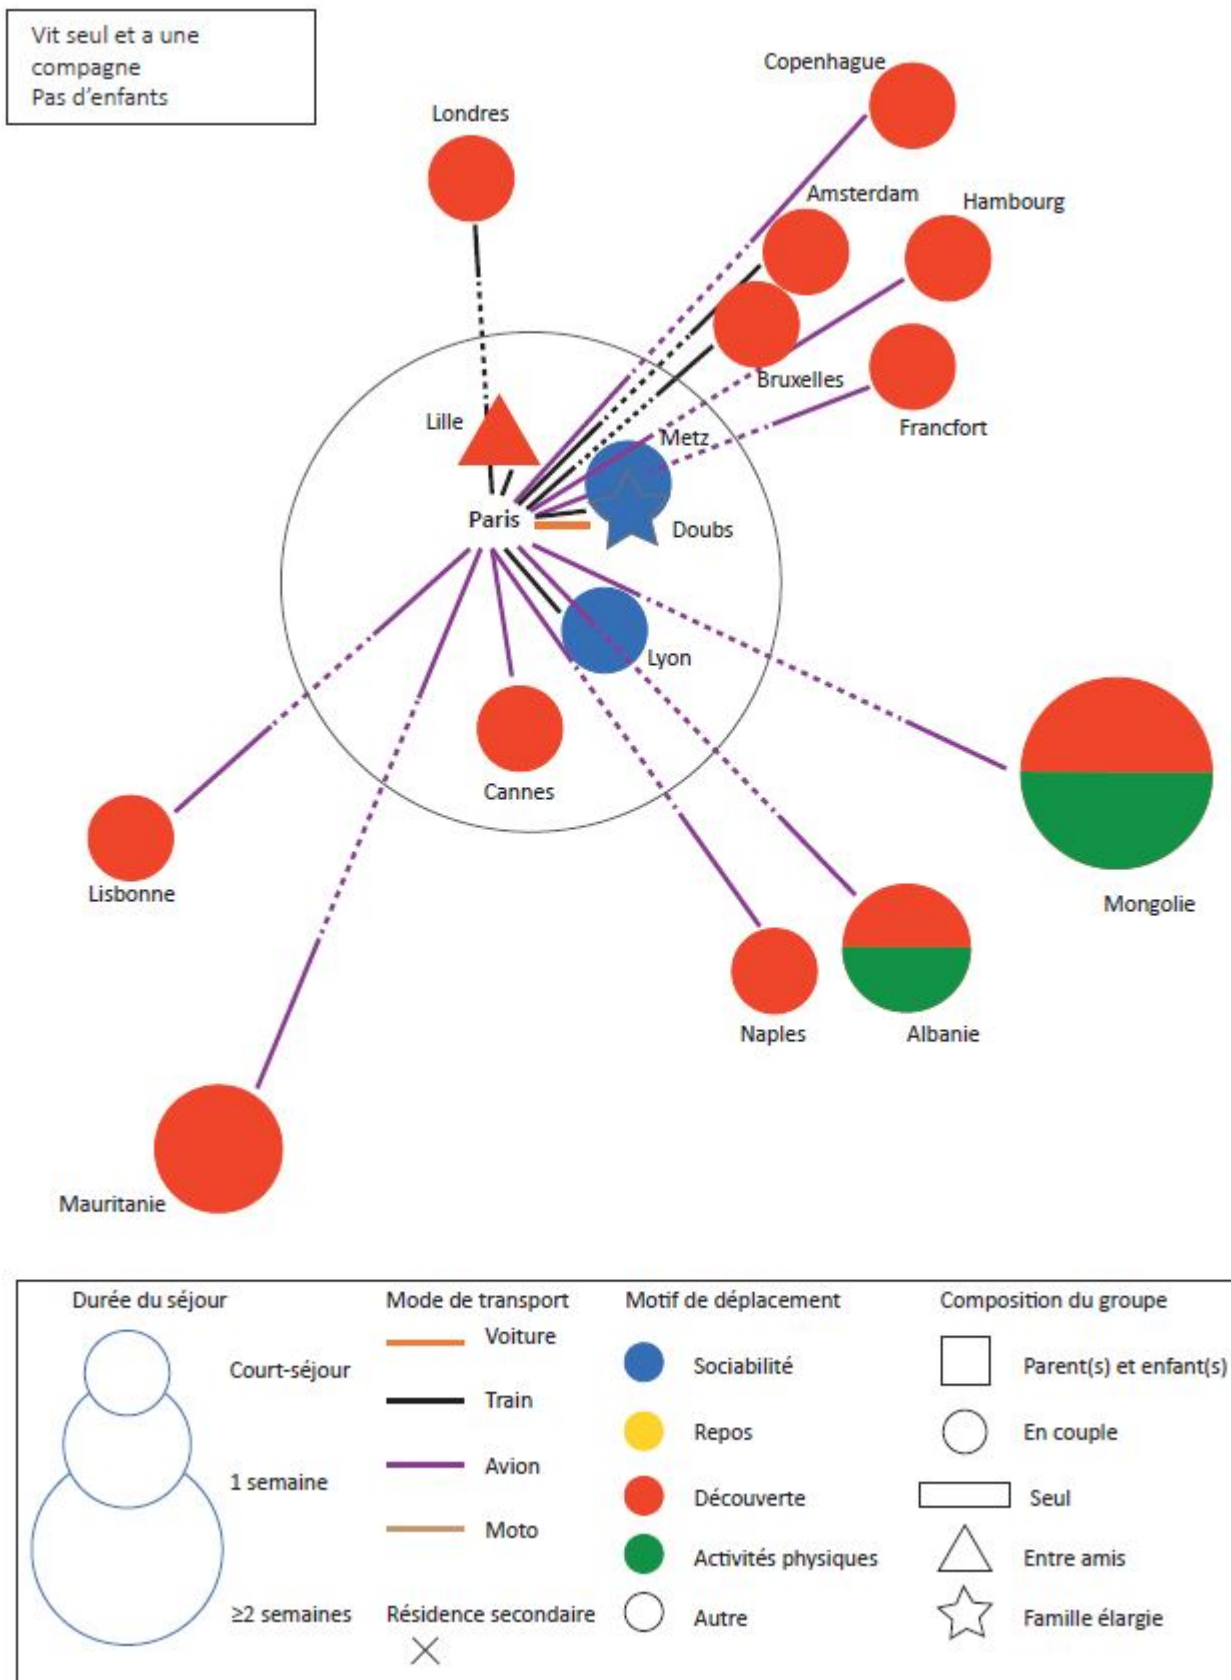 Vit seul et a une
compagne
Pas d'enfants
Copenhague
Londres
Amsterdam
Hambourg
Bruxelles
Francfort
Lille
Metz
Paris
Doubs
Lyon
Cannes
Lisbonne
Mongolie
Naples
Albanie
Mauritanie
Durée du séjour
Court-séjour
1 semaine
≥2 semaines
Mode de transport
Voiture
Train
Avion
Moto
Résidence secondaire
Motif de déplacement
Sociabilité
Repos
Découverte
Activités physiques
Autre
Composition du groupe
Parent(s) et enfant(s)
En couple
Seul
Entre amis
Famille élargie